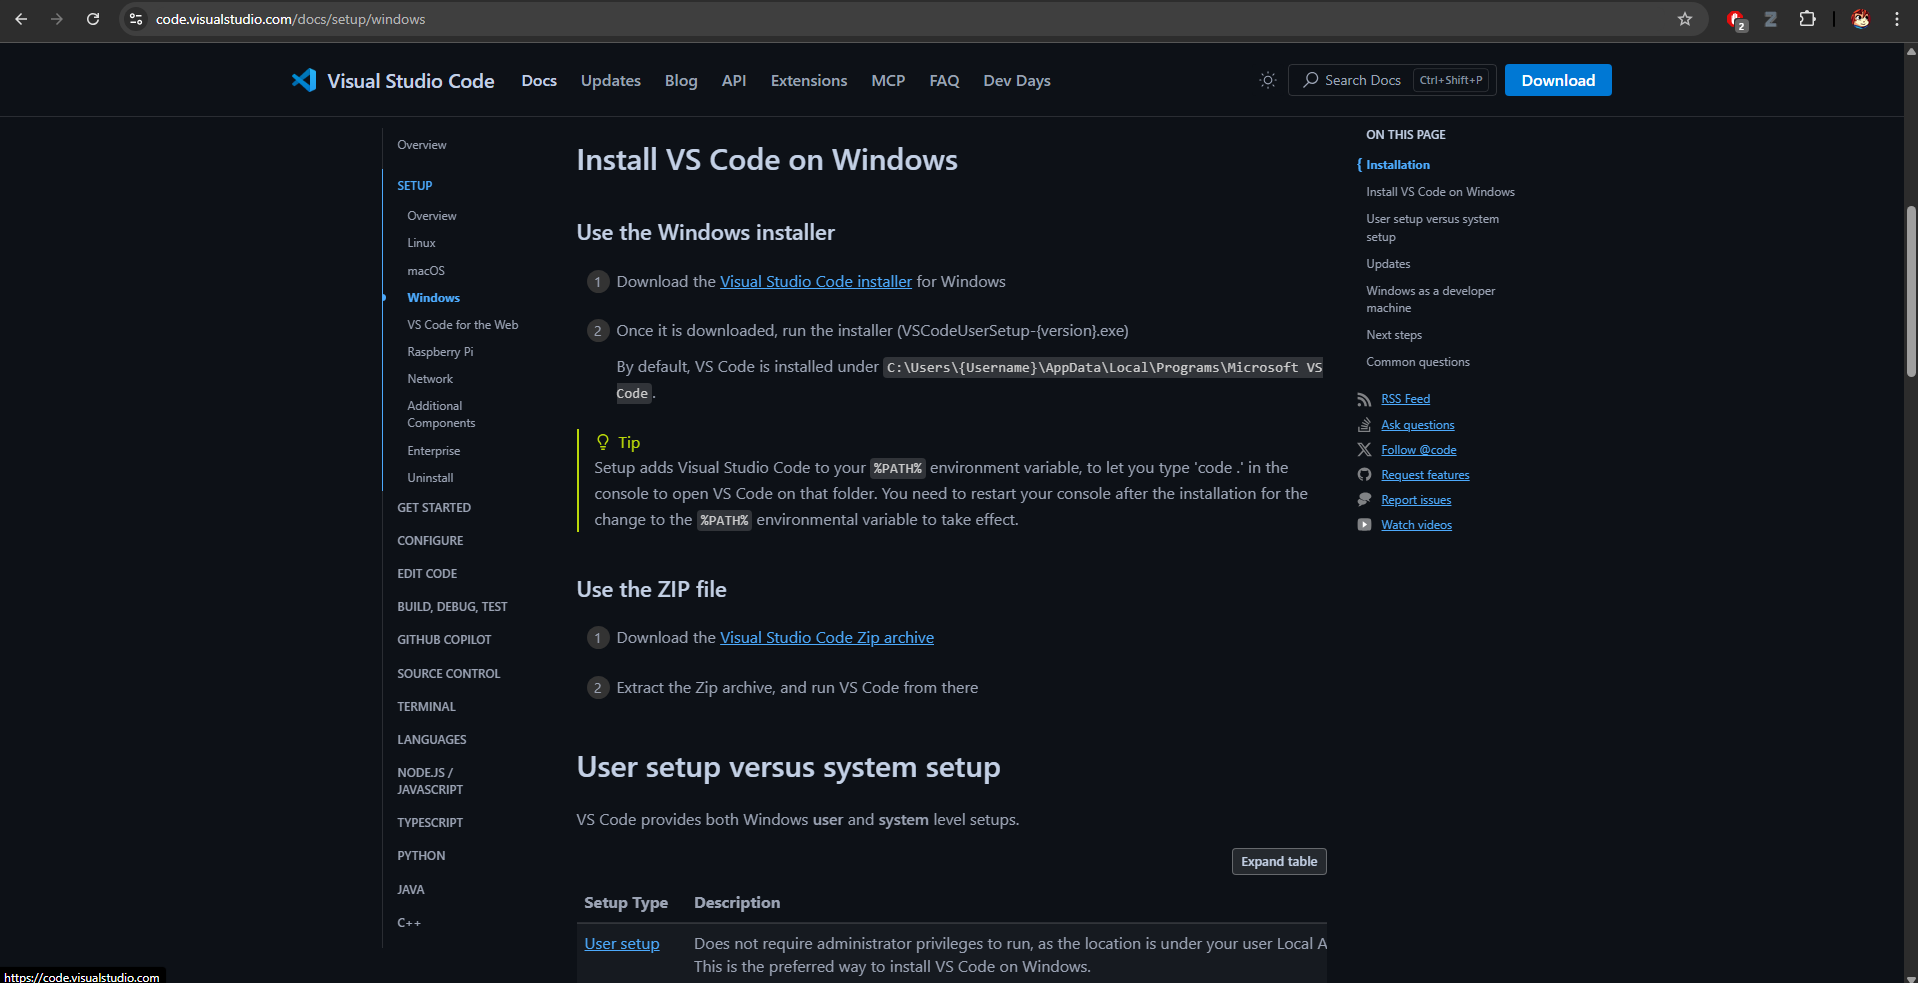 code.visualstudio.com/docs/setup/windows
2
Visual Studio Code
Docs
Updates
Blog
API
Extensions
MCP
FAQ
Dev Days
Search Docs
Ctrl+Shift+P
Download
Overview
SETUP
Overview
Linux
macOS
Windows
VS Code for the Web
Raspberry Pi
Network
Additional
Components
Enterprise
Uninstall
GET STARTED
CONFIGURE
EDIT CODE
BUILD, DEBUG, TEST
GITHUB COPILOT
SOURCE CONTROL
TERMINAL
LANGUAGES
NODE.JS /
JAVASCRIPT
TYPESCRIPT
PYTHON
JAVA
C++
Install VS Code on Windows
Use the Windows installer
1 Download the Visual Studio Code installer for Windows
2 Once it is downloaded, run the installer (VSCodeUserSetup-{version}.exe)
By default, VS Code is installed under C:\Users\{Username}\AppData\Local\Programs\Microsoft VS
Code.
Tip
Setup adds Visual Studio Code to your %PATH% environment variable, to let you type 'code .' in the
console to open VS Code on that folder. You need to restart your console after the installation for the
change to the %PATH% environmental variable to take effect.
Use the ZIP file
1 Download the Visual Studio Code Zip archive
2 Extract the Zip archive, and run VS Code from there
User setup versus system setup
VS Code provides both Windows user and system level setups.
Expand table
Setup Type
Description
User setup
Does not require administrator privileges to run, as the location is under your user Local A
This is the preferred way to install VS Code on Windows.
ON THIS PAGE
Installation
Install VS Code on Windows
User setup versus system
setup
Updates
Windows as a developer
machine
Next steps
Common questions
RSS Feed
Ask questions
Follow @code
Request features
Report issues
Watch videos
https://code.visualstudio.com